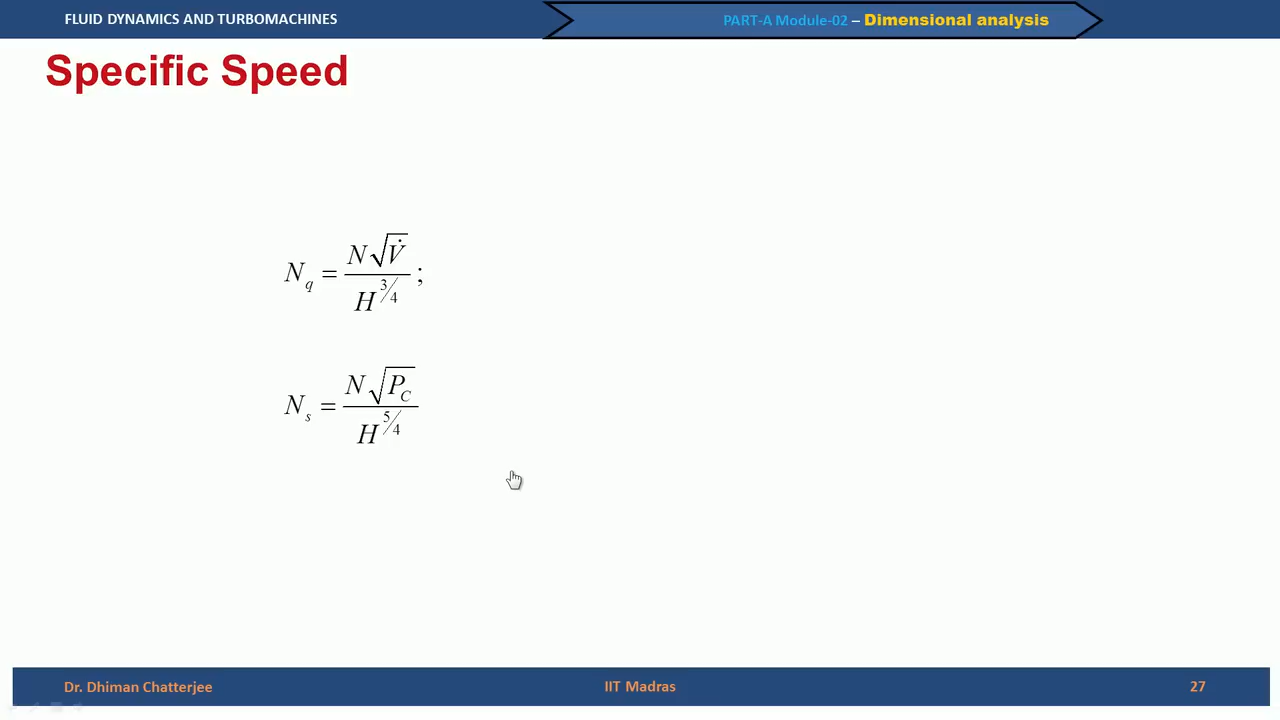 FLUID DYNAMICS AND TURBOMACHINES
PART-A Module-02 – Dimensional analysis
Specific Speed
N_q = N√V̇ / H^{3/4} ;
N_s = N√P_C / H^{5/4}
Dr. Dhiman Chatterjee
IIT Madras
27